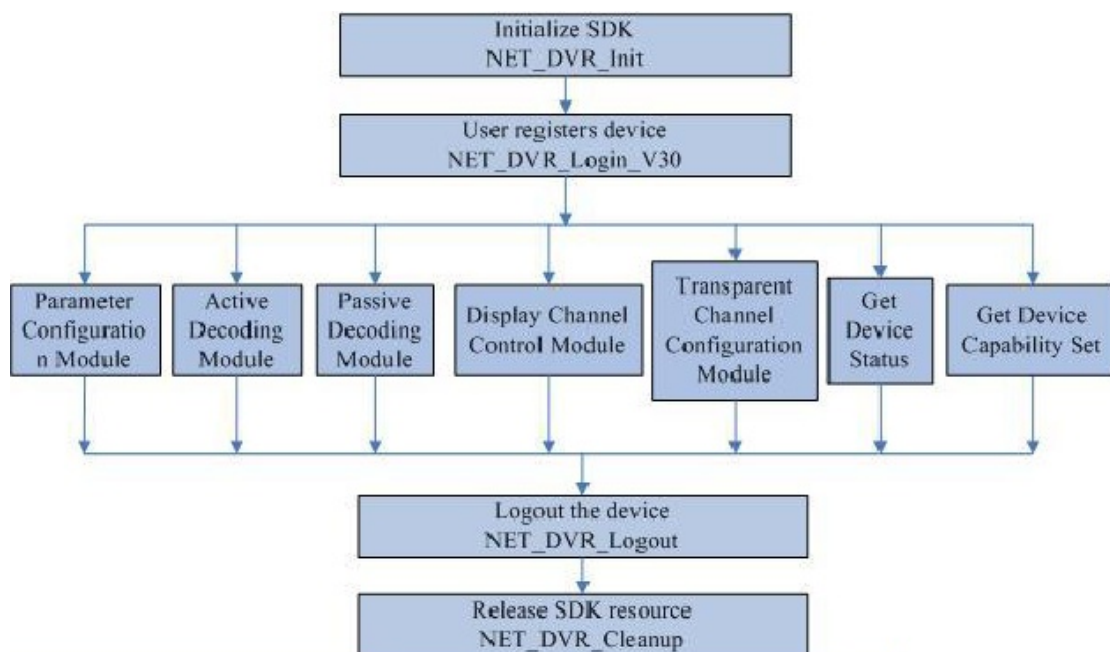 Initialize SDK
NET_DVR_Init
User registers device
NET_DVR_Login_V30
Parameter
Configuratio
n Module
Active
Decoding
Module
Passive
Decoding
Module
Display Channel
Control Module
Transparent
Channel
Configuration
Module
Get
Device
Status
Get Device
Capability Set
Logout the device
NET_DVR_Logout
Release SDK resource
NET_DVR_Cleanup